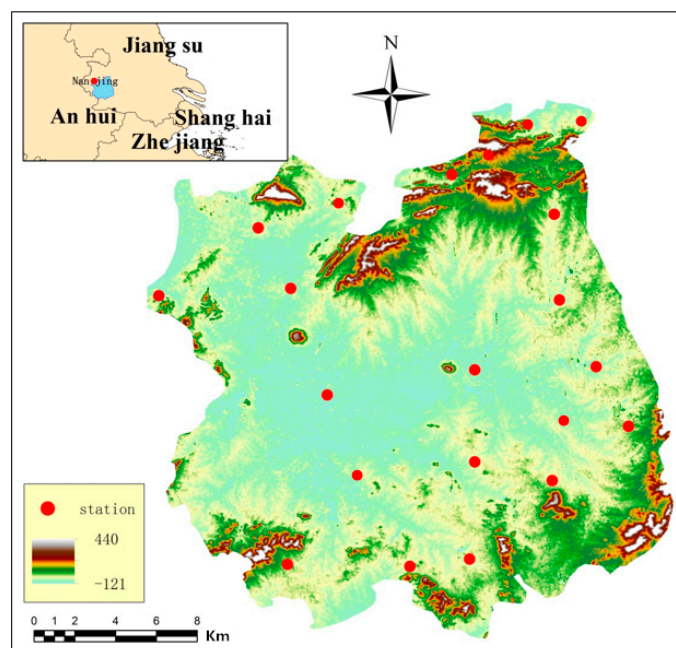 Jiang su
Nanjing
An hui
Shang hai
Zhe jiang
N
station
440
-121
0 1 2 4 6 8
Km